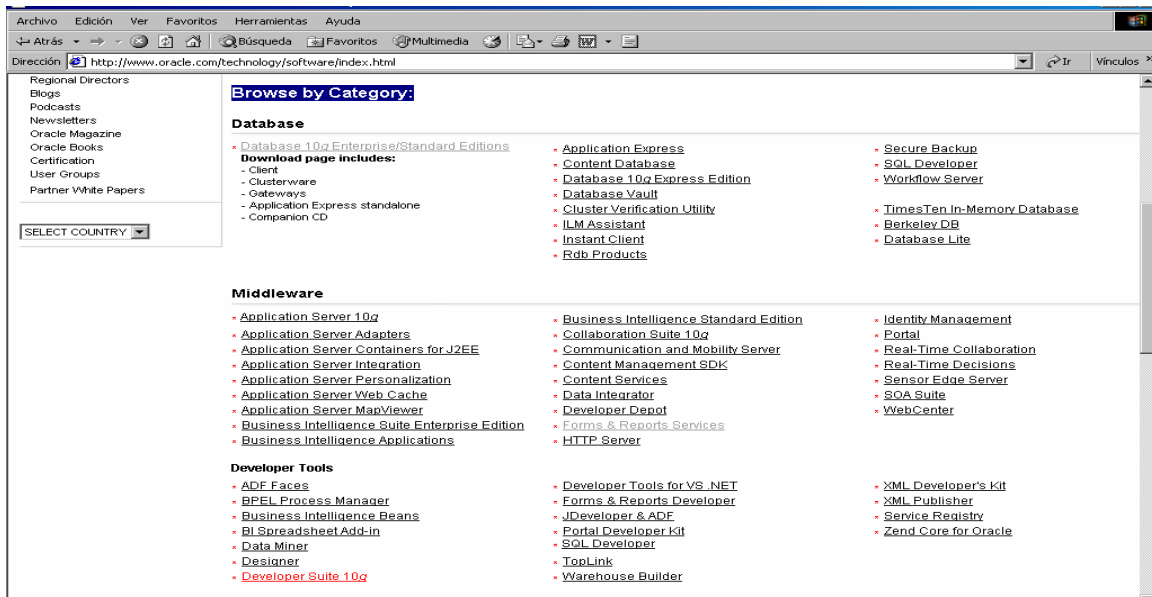 Archivo Edición Ver Favoritos Herramientas Ayuda
Atrás Búsqueda Favoritos Multimedia
Dirección http://www.oracle.com/technology/software/index.html Ir Vínculos »
Regional Directors
Blogs
Podcasts
Newsletters
Oracle Magazine
Oracle Books
Certification
User Groups
Partner White Papers
SELECT COUNTRY
Browse by Category:
Database
Database 10g Enterprise/Standard Editions
Download page includes:
- Client
- Clusterware
- Gateways
- Application Express standalone
- Companion CD
Application Express
Content Database
Database 10g Express Edition
Database Vault
Cluster Verification Utility
ILM Assistant
Instant Client
Rdb Products
Secure Backup
SQL Developer
Workflow Server
TimesTen In-Memory Database
Berkeley DB
Database Lite
Middleware
Application Server 10g
Application Server Adapters
Application Server Containers for J2EE
Application Server Integration
Application Server Personalization
Application Server Web Cache
Application Server MapViewer
Business Intelligence Suite Enterprise Edition
Business Intelligence Applications
Business Intelligence Standard Edition
Collaboration Suite 10g
Communication and Mobility Server
Content Management SDK
Content Services
Data Integrator
Developer Depot
Forms & Reports Services
HTTP Server
Identity Management
Portal
Real-Time Collaboration
Real-Time Decisions
Sensor Edge Server
SOA Suite
WebCenter
Developer Tools
ADF Faces
BPEL Process Manager
Business Intelligence Beans
BI Spreadsheet Add-in
Data Miner
Designer
Developer Suite 10g
Developer Tools for VS .NET
Forms & Reports Developer
JDeveloper & ADF
Portal Developer Kit
SQL Developer
TopLink
Warehouse Builder
XML Developer's Kit
XML Publisher
Service Registry
Zend Core for Oracle